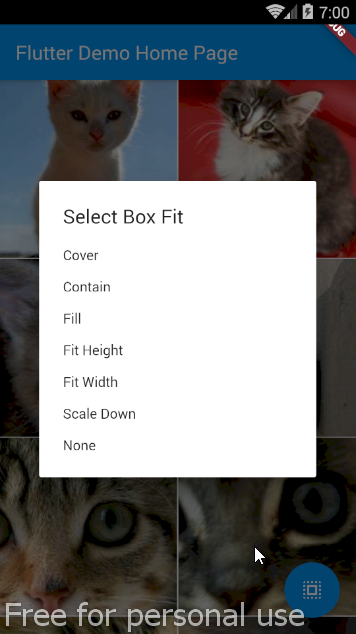 7:00
Flutter Demo Home Page
Select Box Fit
Cover
Contain
Fill
Fit Height
Fit Width
Scale Down
None
Free for personal use